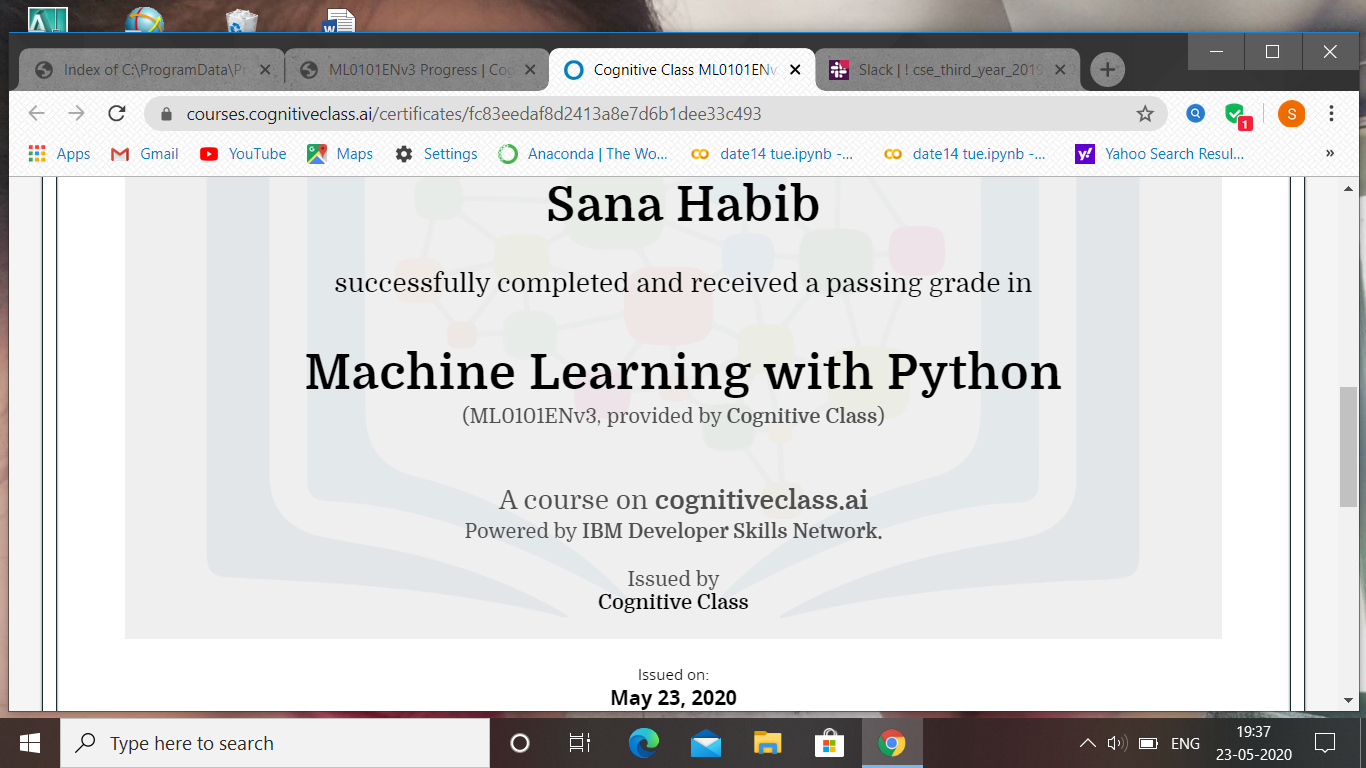 Index of C:\ProgramData\Pr
ML0101ENv3 Progress | Co
Cognitive Class ML0101ENv
Slack | ! cse_third_year_2019
courses.cognitiveclass.ai/certificates/fc83eedaf8d2413a8e7d6b1dee33c493
1
S
Apps
Gmail
YouTube
Maps
Settings
Anaconda | The Wo...
date14 tue.ipynb -...
date14 tue.ipynb -...
Yahoo Search Resul...
»
Sana Habib
successfully completed and received a passing grade in
Machine Learning with Python
(ML0101ENv3, provided by Cognitive Class)
A course on cognitiveclass.ai
Powered by IBM Developer Skills Network.
Issued by
Cognitive Class
Issued on:
May 23, 2020
Type here to search
ENG
19:37
23-05-2020